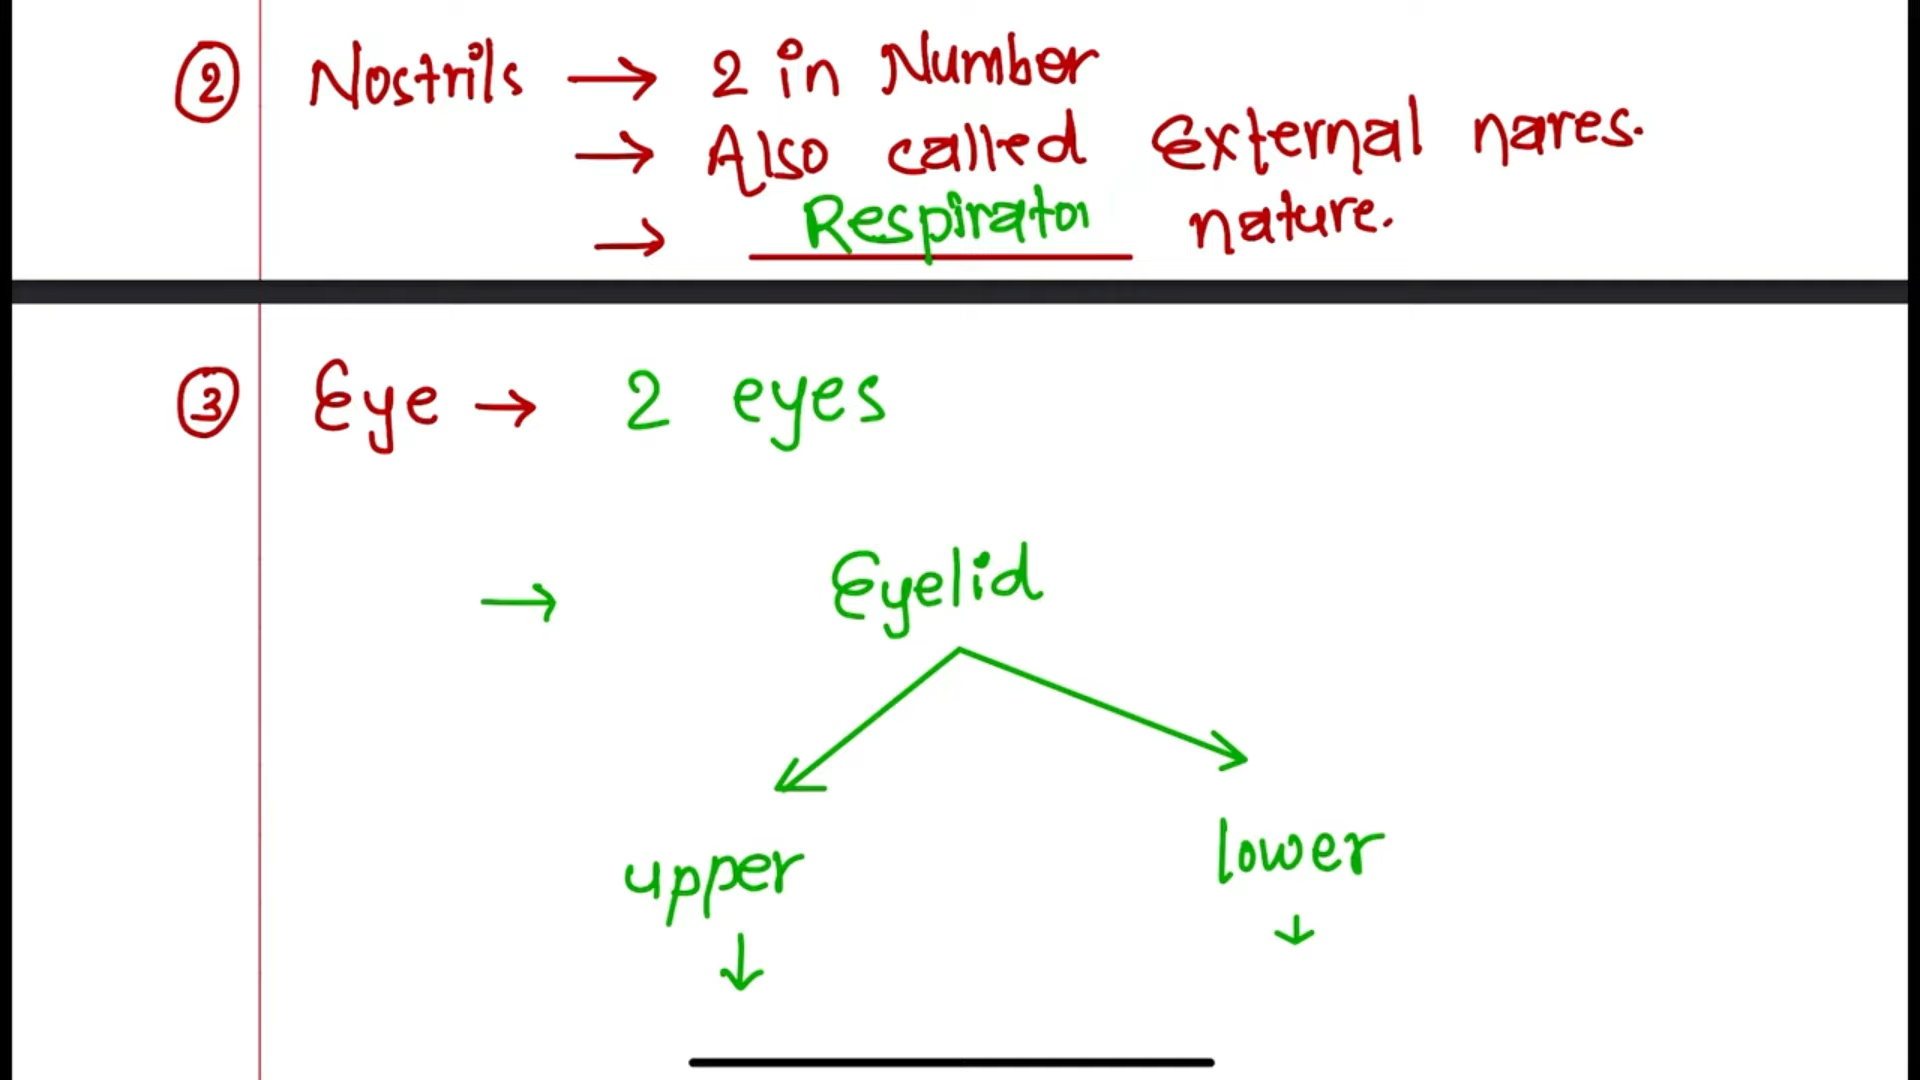 ② Nostrils → 2 in Number
→ Also called External nares.
→ Respirator nature.
③ Eye → 2 eyes
→ Eyelid
upper lower
↓ ↓